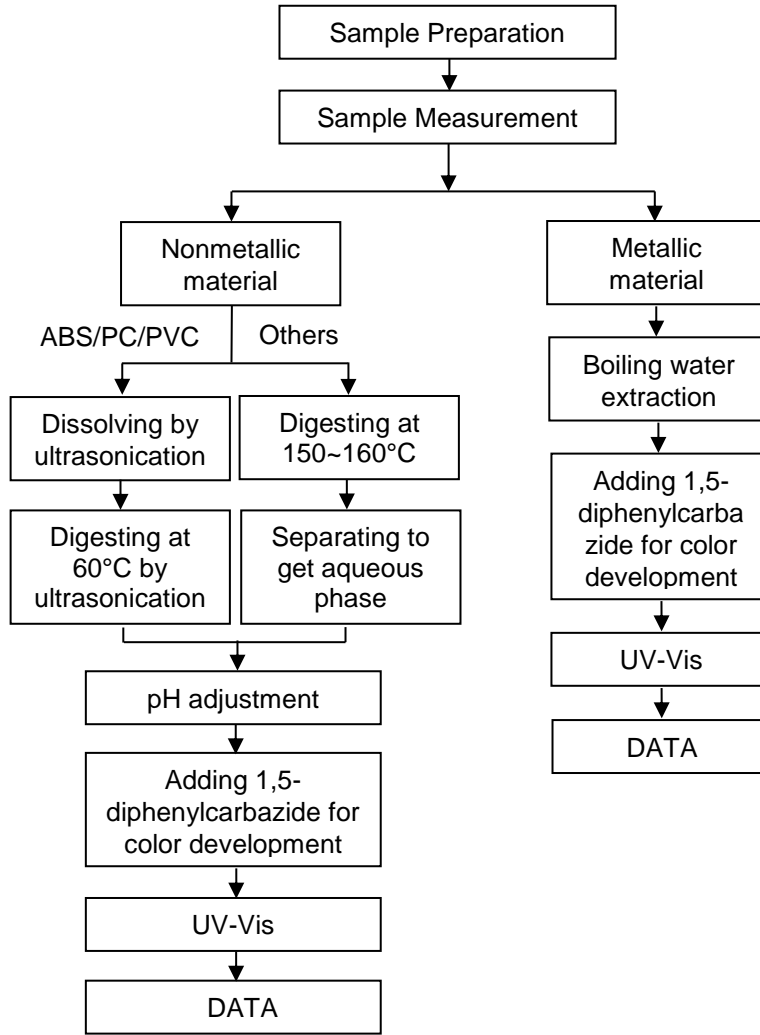 Sample Preparation
Sample Measurement
Nonmetallic
material
Metallic
material
ABS/PC/PVC
Others
Boiling water
extraction
Dissolving by
ultrasonication
Digesting at
150~160°C
Adding 1,5-
diphenylcarba
zide for color
development
Digesting at
60°C by
ultrasonication
Separating to
get aqueous
phase
UV-Vis
pH adjustment
DATA
Adding 1,5-
diphenylcarbazide for
color development
UV-Vis
DATA